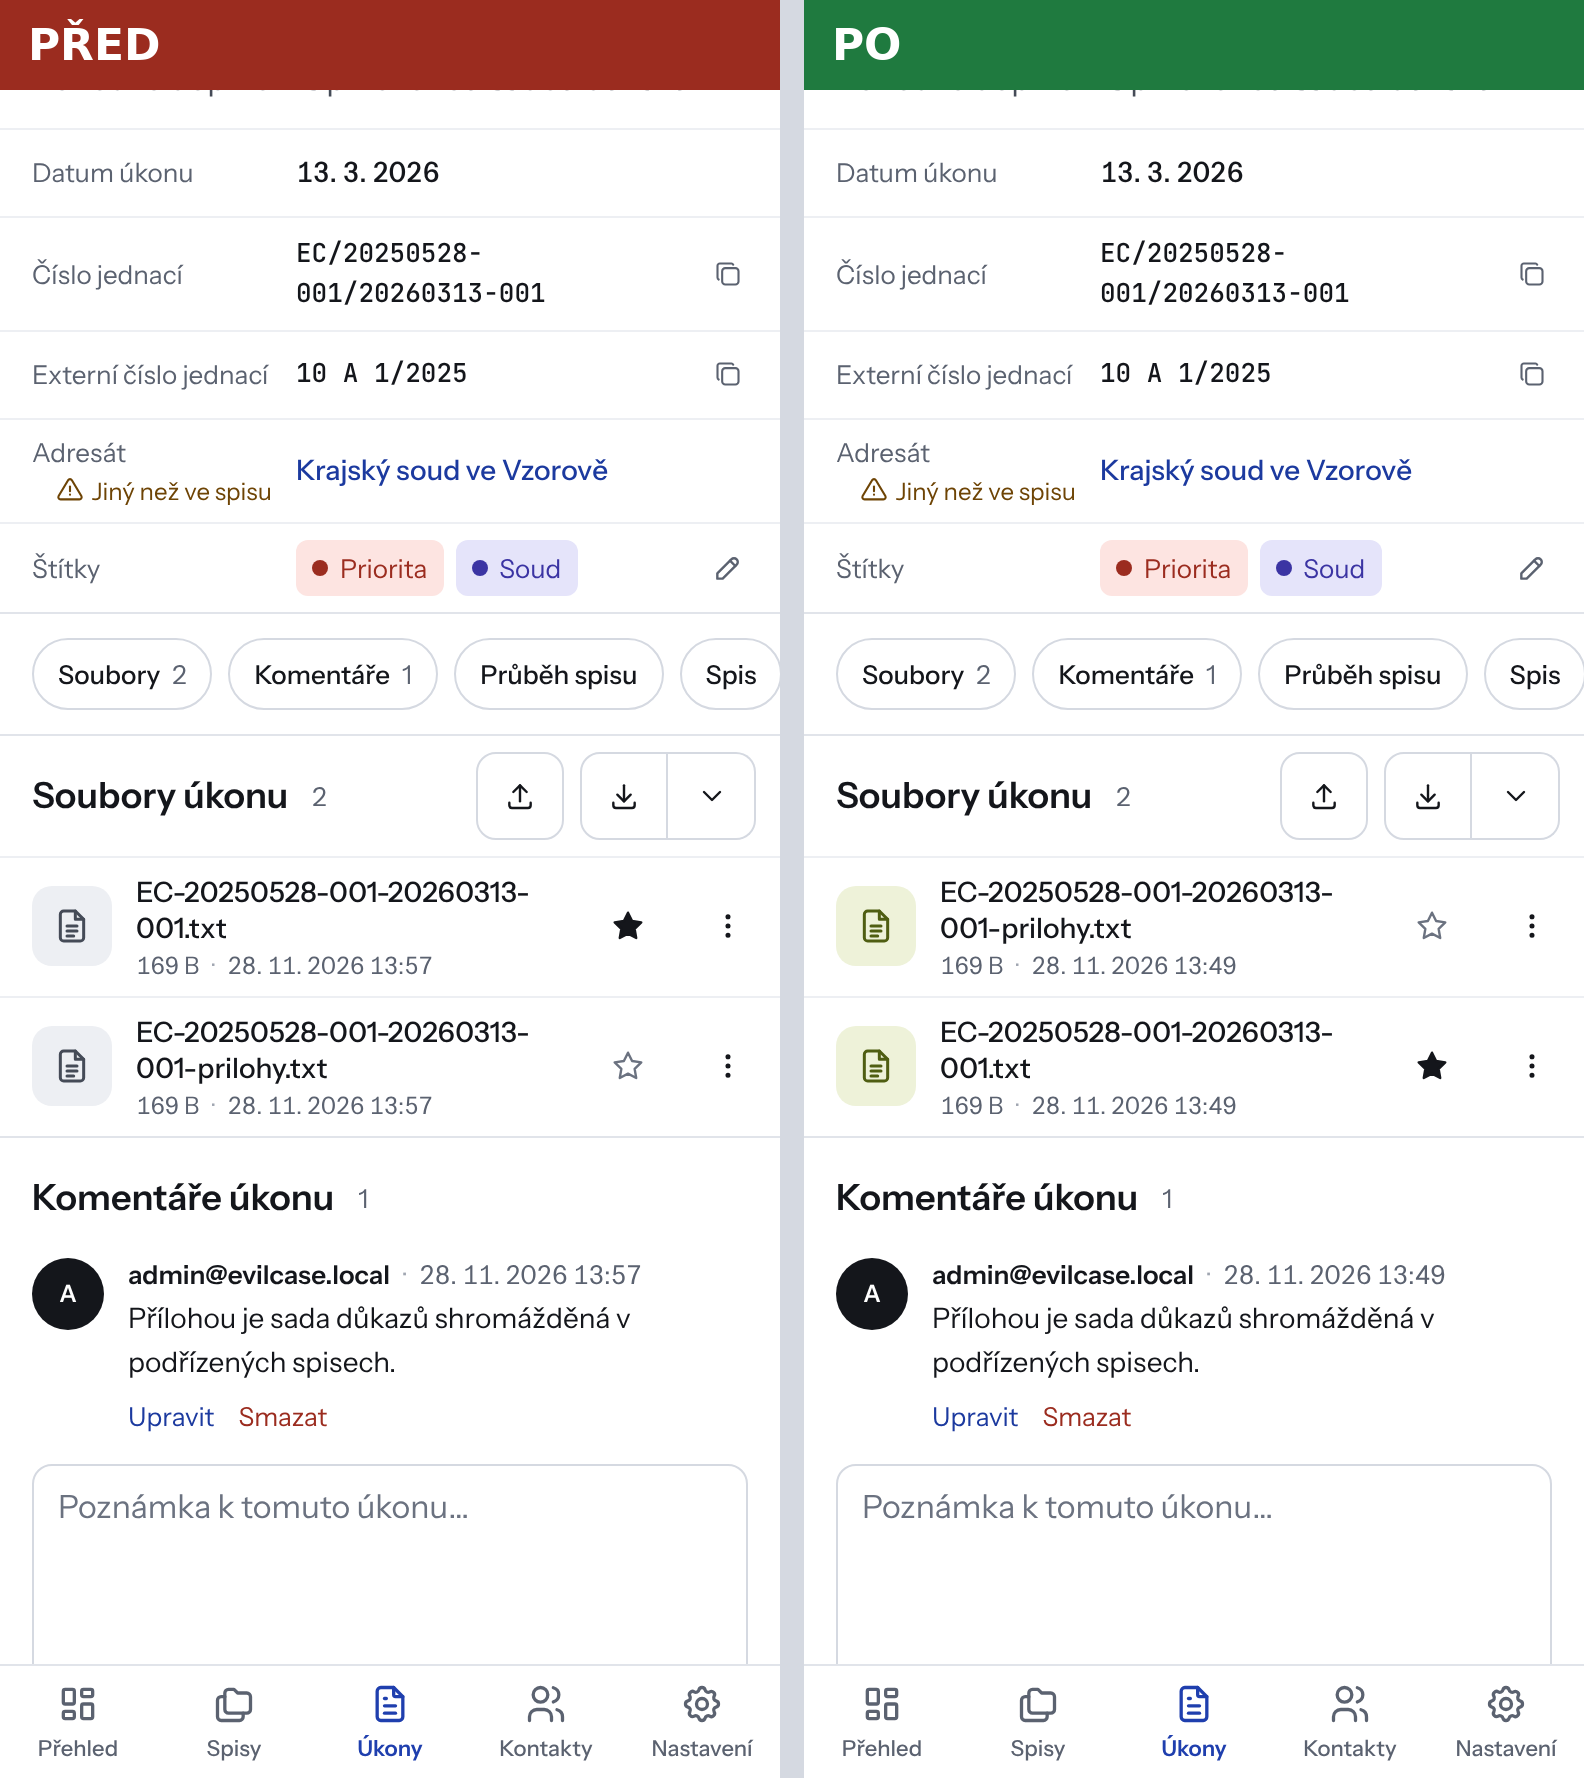 PŘED
Datum úkonu 13. 3. 2026
Číslo jednací EC/20250528-
001/20260313-001
Externí číslo jednací 10 A 1/2025
Adresát
Jiný než ve spisu Krajský soud ve Vzorově
Štítky Priorita Soud
Soubory 2 Komentáře 1 Průběh spisu Spis
Soubory úkonu 2
EC-20250528-001-20260313-
001.txt
169 B · 28. 11. 2026 13:57
EC-20250528-001-20260313-
001-prilohy.txt
169 B · 28. 11. 2026 13:57
Komentáře úkonu 1
A
admin@evilcase.local · 28. 11. 2026 13:57
Přílohou je sada důkazů shromážděná v
podřízených spisech.
Upravit Smazat
Poznámka k tomuto úkonu...
Přehled Spisy Úkony Kontakty Nastavení
PO
Datum úkonu 13. 3. 2026
Číslo jednací EC/20250528-
001/20260313-001
Externí číslo jednací 10 A 1/2025
Adresát
Jiný než ve spisu Krajský soud ve Vzorově
Štítky Priorita Soud
Soubory 2 Komentáře 1 Průběh spisu Spis
Soubory úkonu 2
EC-20250528-001-20260313-
001-prilohy.txt
169 B · 28. 11. 2026 13:49
EC-20250528-001-20260313-
001.txt
169 B · 28. 11. 2026 13:49
Komentáře úkonu 1
A
admin@evilcase.local · 28. 11. 2026 13:49
Přílohou je sada důkazů shromážděná v
podřízených spisech.
Upravit Smazat
Poznámka k tomuto úkonu...
Přehled Spisy Úkony Kontakty Nastavení